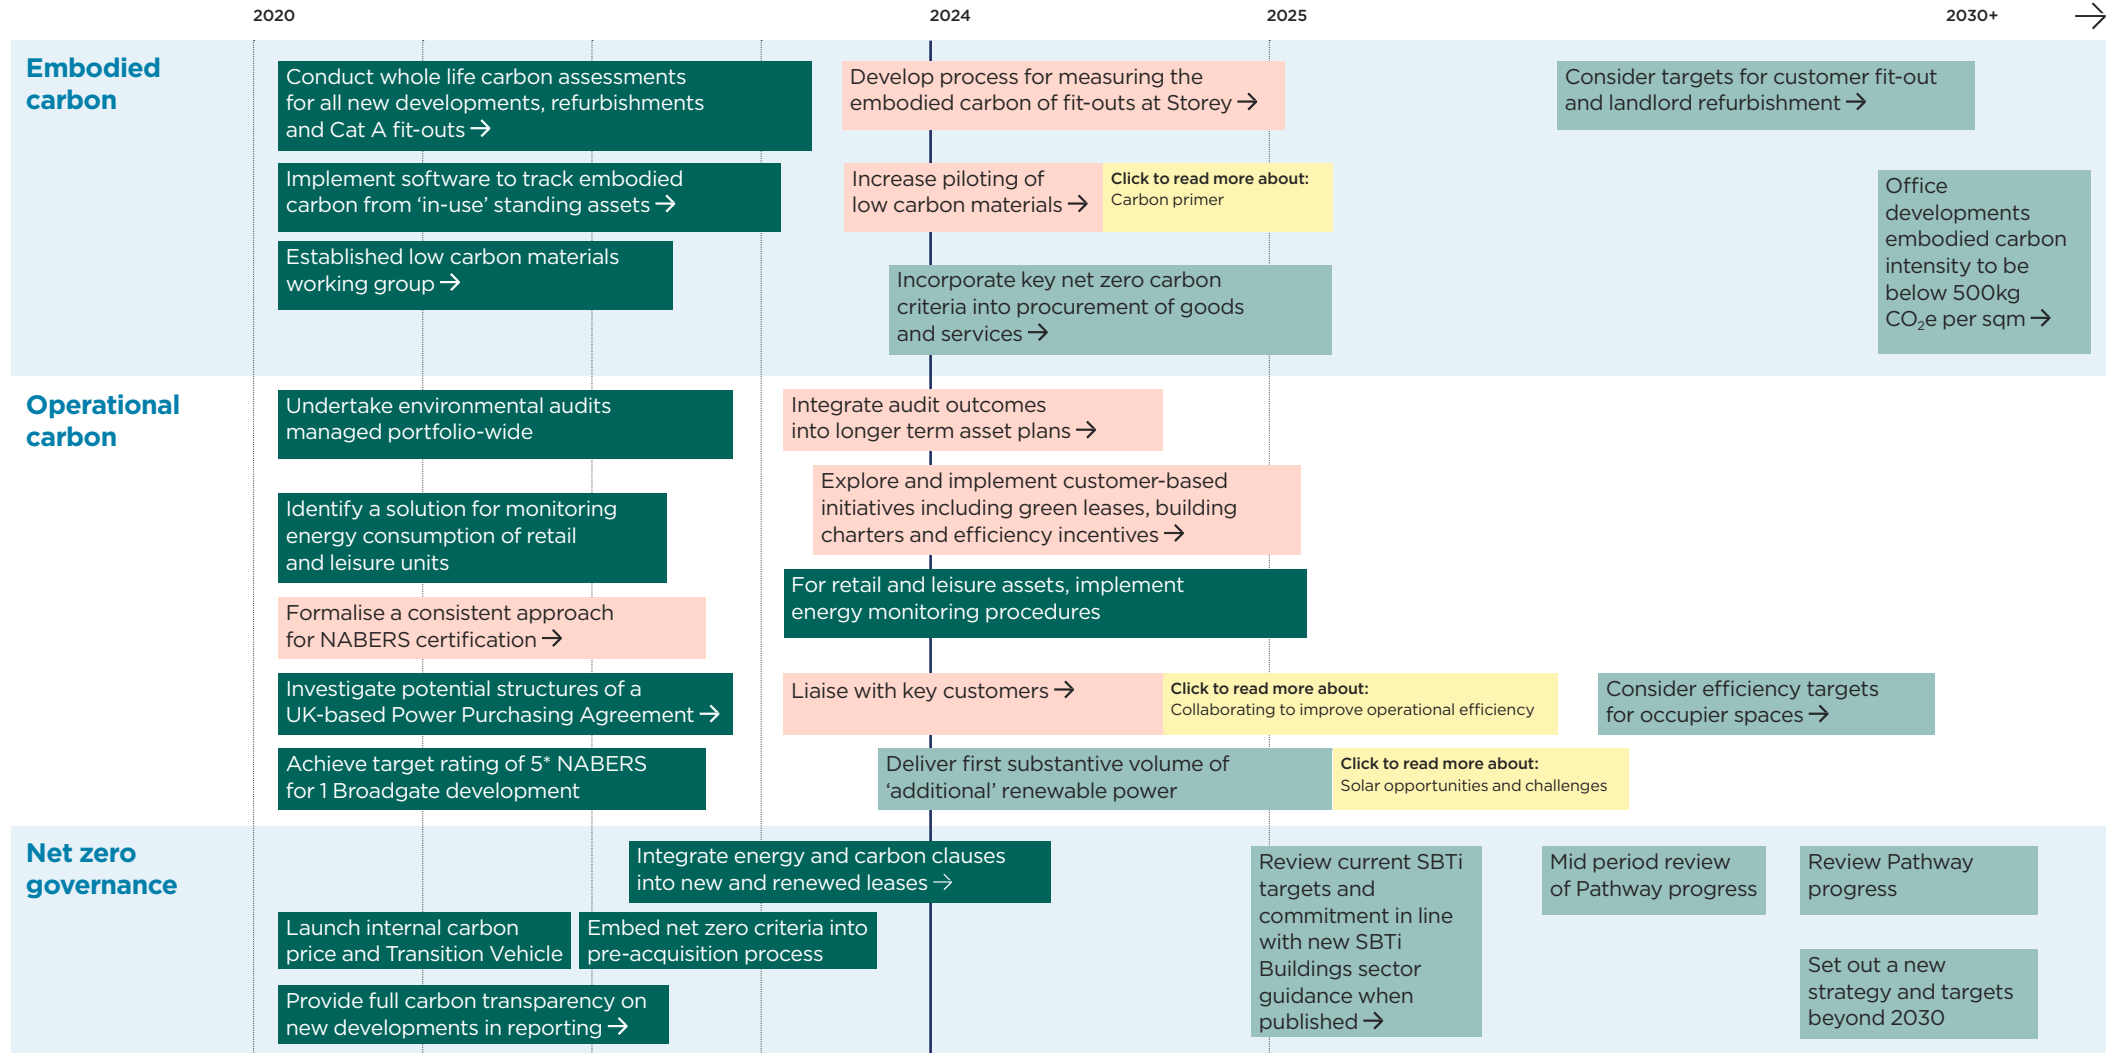 2020
2024
2025
2030+
Embodied
carbon
Conduct whole life carbon assessments
for all new developments, refurbishments
and Cat A fit-outs →
Implement software to track embodied
carbon from ‘in-use’ standing assets →
Established low carbon materials
working group →
Develop process for measuring the
embodied carbon of fit-outs at Storey →
Increase piloting of
low carbon materials →
Click to read more about:
Carbon primer
Incorporate key net zero carbon
criteria into procurement of goods
and services →
Consider targets for customer fit-out
and landlord refurbishment →
Office
developments
embodied carbon
intensity to be
below 500kg
CO₂e per sqm →
Operational
carbon
Undertake environmental audits
managed portfolio-wide
Identify a solution for monitoring
energy consumption of retail
and leisure units
Formalise a consistent approach
for NABERS certification →
Investigate potential structures of a
UK-based Power Purchasing Agreement →
Achieve target rating of 5* NABERS
for 1 Broadgate development
Integrate audit outcomes
into longer term asset plans →
Explore and implement customer-based
initiatives including green leases, building
charters and efficiency incentives →
For retail and leisure assets, implement
energy monitoring procedures
Liaise with key customers →
Click to read more about:
Collaborating to improve operational efficiency
Consider efficiency targets
for occupier spaces →
Deliver first substantive volume of
‘additional’ renewable power
Click to read more about:
Solar opportunities and challenges
Net zero
governance
Integrate energy and carbon clauses
into new and renewed leases →
Launch internal carbon
price and Transition Vehicle
Embed net zero criteria into
pre-acquisition process
Provide full carbon transparency on
new developments in reporting →
Review current SBTi
targets and
commitment in line
with new SBTi
Buildings sector
guidance when
published →
Mid period review
of Pathway progress
Review Pathway
progress
Set out a new
strategy and targets
beyond 2030